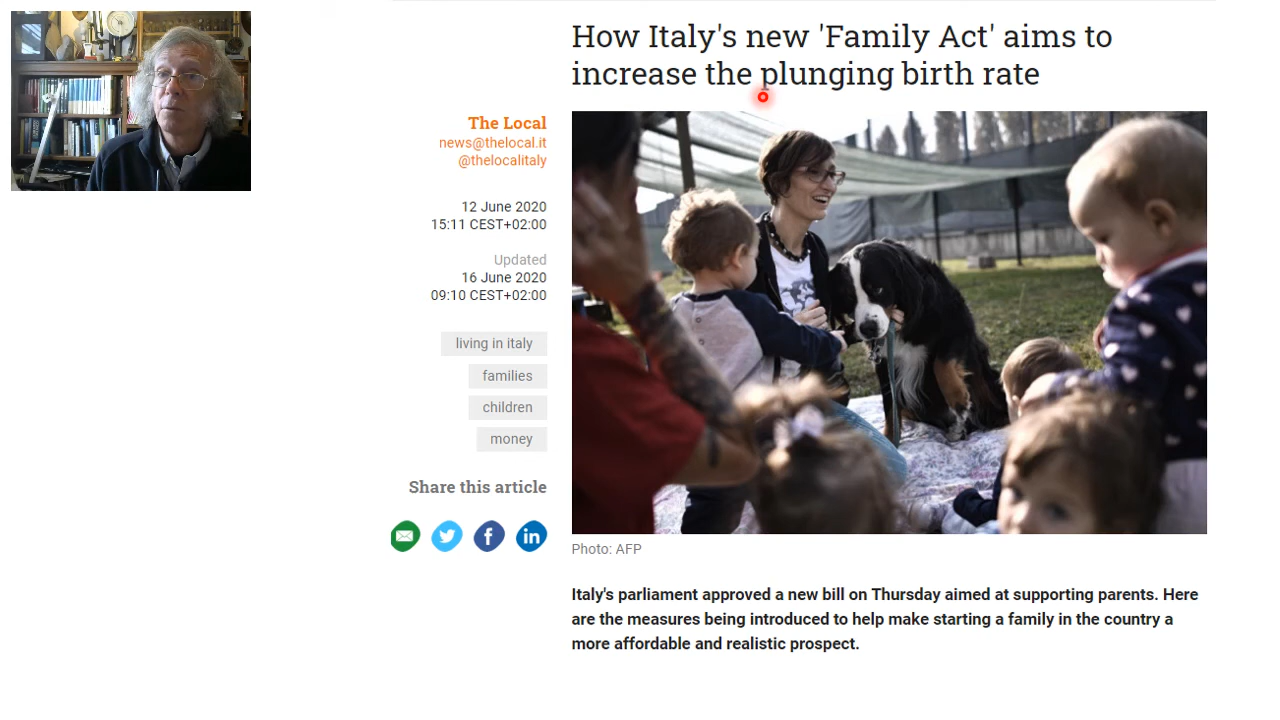 How Italy's new 'Family Act' aims to
increase the plunging birth rate
The Local
news@thelocal.it
@thelocalitaly
12 June 2020
15:11 CEST+02:00
Updated
16 June 2020
09:10 CEST+02:00
living in italy
families
children
money
Share this article
f
in
Photo: AFP
Italy's parliament approved a new bill on Thursday aimed at supporting parents. Here
are the measures being introduced to help make starting a family in the country a
more affordable and realistic prospect.